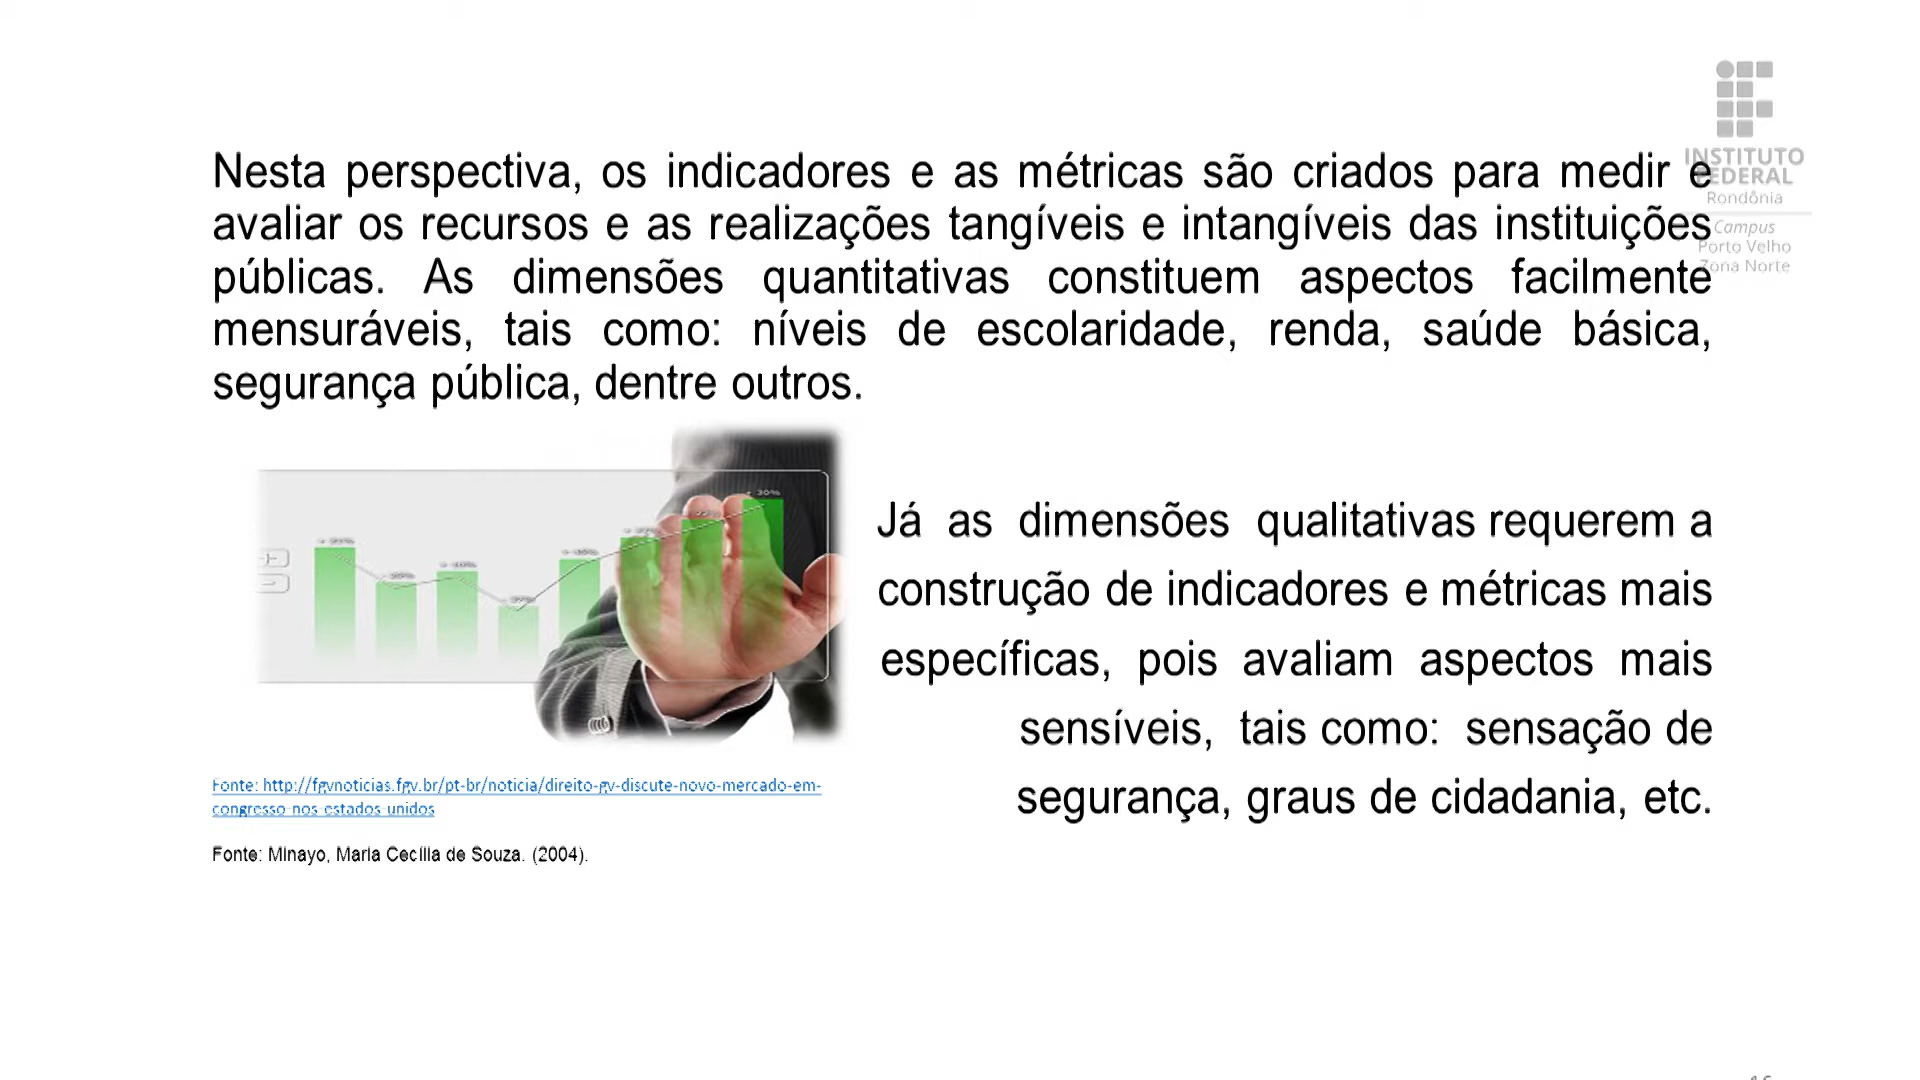 INSTITUTO
FEDERAL
Rondônia
Campus
Porto Velho
Zona Norte
Nesta perspectiva, os indicadores e as métricas são criados para medir e
avaliar os recursos e as realizações tangíveis e intangíveis das instituições
públicas. As dimensões quantitativas constituem aspectos facilmente
mensuráveis, tais como: níveis de escolaridade, renda, saúde básica,
segurança pública, dentre outros.
Já as dimensões qualitativas requerem a
construção de indicadores e métricas mais
específicas, pois avaliam aspectos mais
sensíveis, tais como: sensação de
segurança, graus de cidadania, etc.
Fonte: http://fgvnoticias.fgv.br/pt-br/noticia/direito-gv-discute-novo-mercado-em-
congresso-nos-estados-unidos
Fonte: Minayo, Maria Cecília de Souza. (2004).